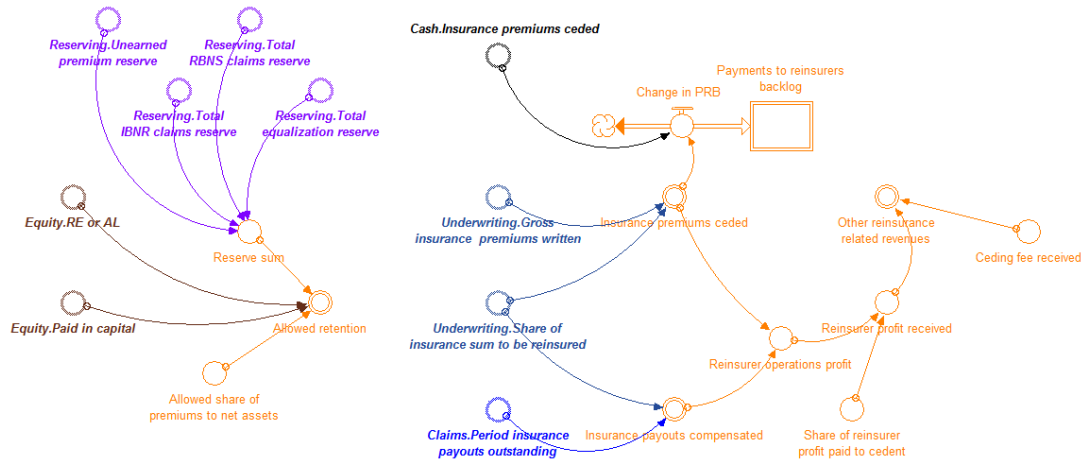 Cash.Insurance premiums ceded
Reserving.Unearned
premium reserve
Reserving.Total
RBNS claims reserve
Payments to reinsurers
backlog
Change in PRB
Reserving.Total
IBNR claims reserve
Reserving.Total
equalization reserve
Equity.RE or AL
Underwriting.Gross
insurance  premiums written
Insurance premiums ceded
Other reinsurance
related revenues
Reserve sum
Ceding fee received
Equity.Paid in capital
Allowed retention
Underwriting.Share of
insurance sum to be reinsured
Reinsurer profit received
Reinsurer operations profit
Allowed share of
premiums to net assets
Claims.Period insurance
payouts outstanding
Insurance payouts compensated
Share of reinsurer
profit paid to cedent